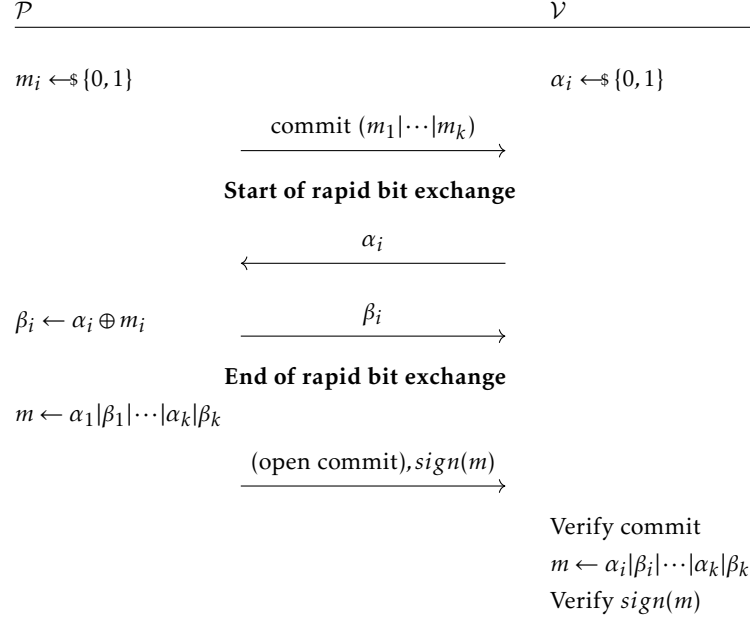 𝒫 𝒱
m_i ←$ {0,1} α_i ←$ {0,1}
commit (m_1|⋯|m_k)
Start of rapid bit exchange
α_i
β_i ← α_i ⊕ m_i β_i
End of rapid bit exchange
m ← α_1|β_1|⋯|α_k|β_k
(open commit), sign(m)
Verify commit
m ← α_i|β_i|⋯|α_k|β_k
Verify sign(m)